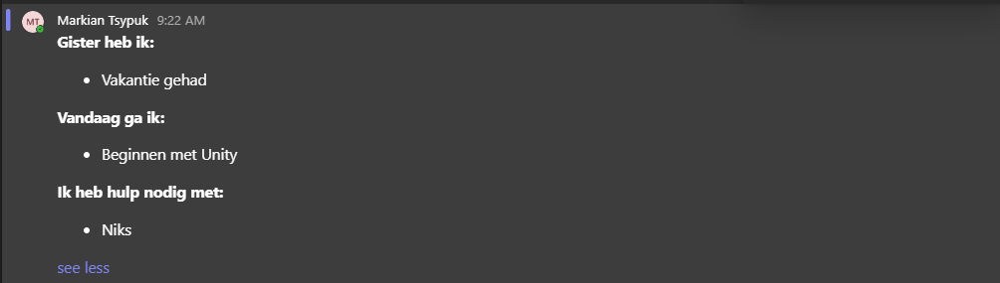 MT
Markian Tsypuk 9:22 AM
Gister heb ik:
• Vakantie gehad
Vandaag ga ik:
• Beginnen met Unity
Ik heb hulp nodig met:
• Niks
see less